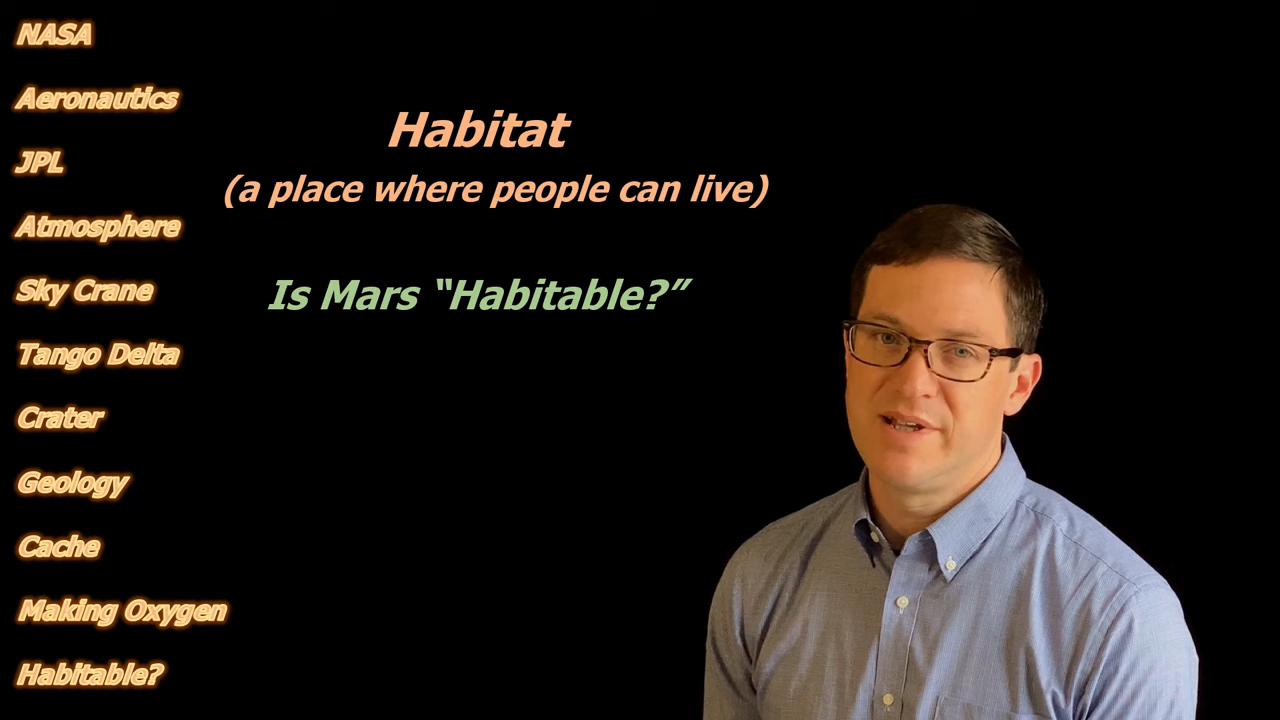 NASA
Aeronautics
JPL
Atmosphere
Sky Crane
Tango Delta
Crater
Geology
Cache
Making Oxygen
Habitable?
Habitat
(a place where people can live)
Is Mars “Habitable?”